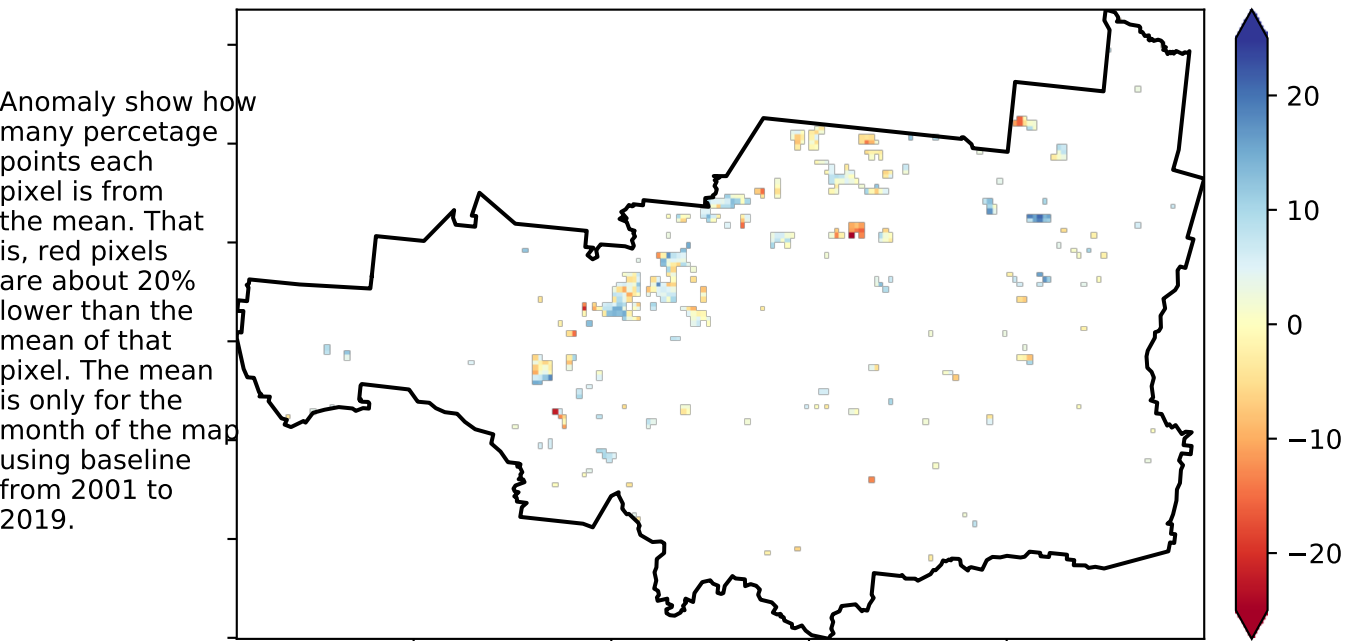 Anomaly show how
many percetage
points each
pixel is from
the mean. That
is, red pixels
are about 20%
lower than the
mean of that
pixel. The mean
is only for the
month of the map
using baseline
from 2001 to
2019.
20
10
0
−10
−20